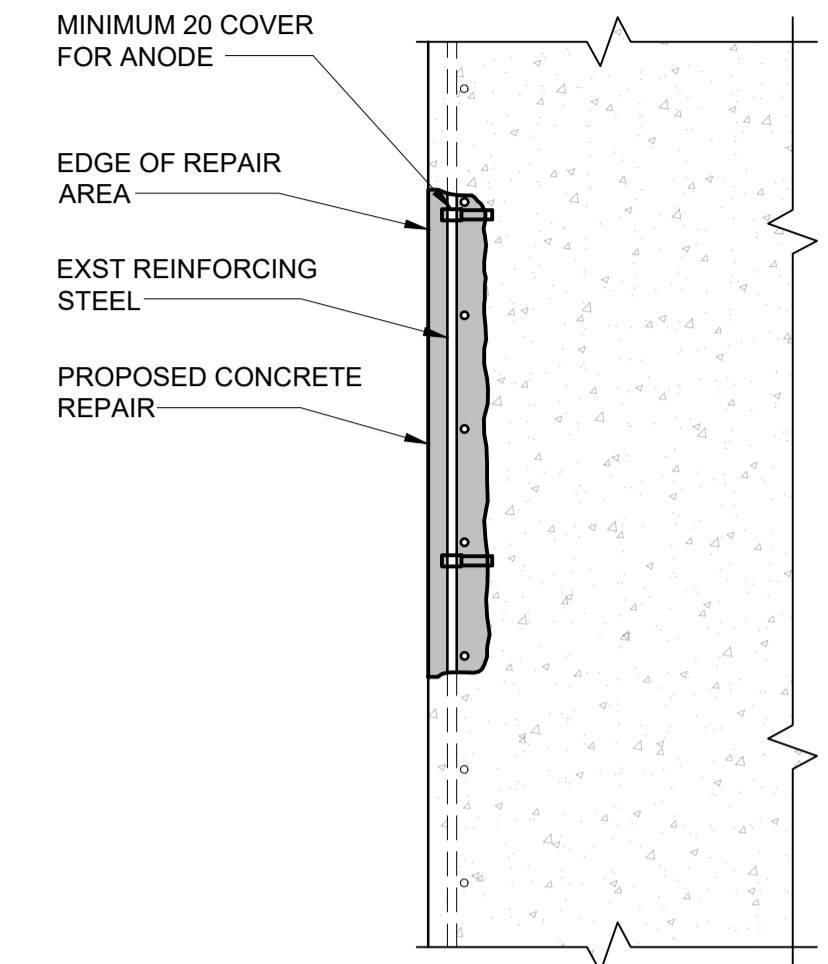 MINIMUM 20 COVER
FOR ANODE
EDGE OF REPAIR
AREA
EXST REINFORCING
STEEL
PROPOSED CONCRETE
REPAIR